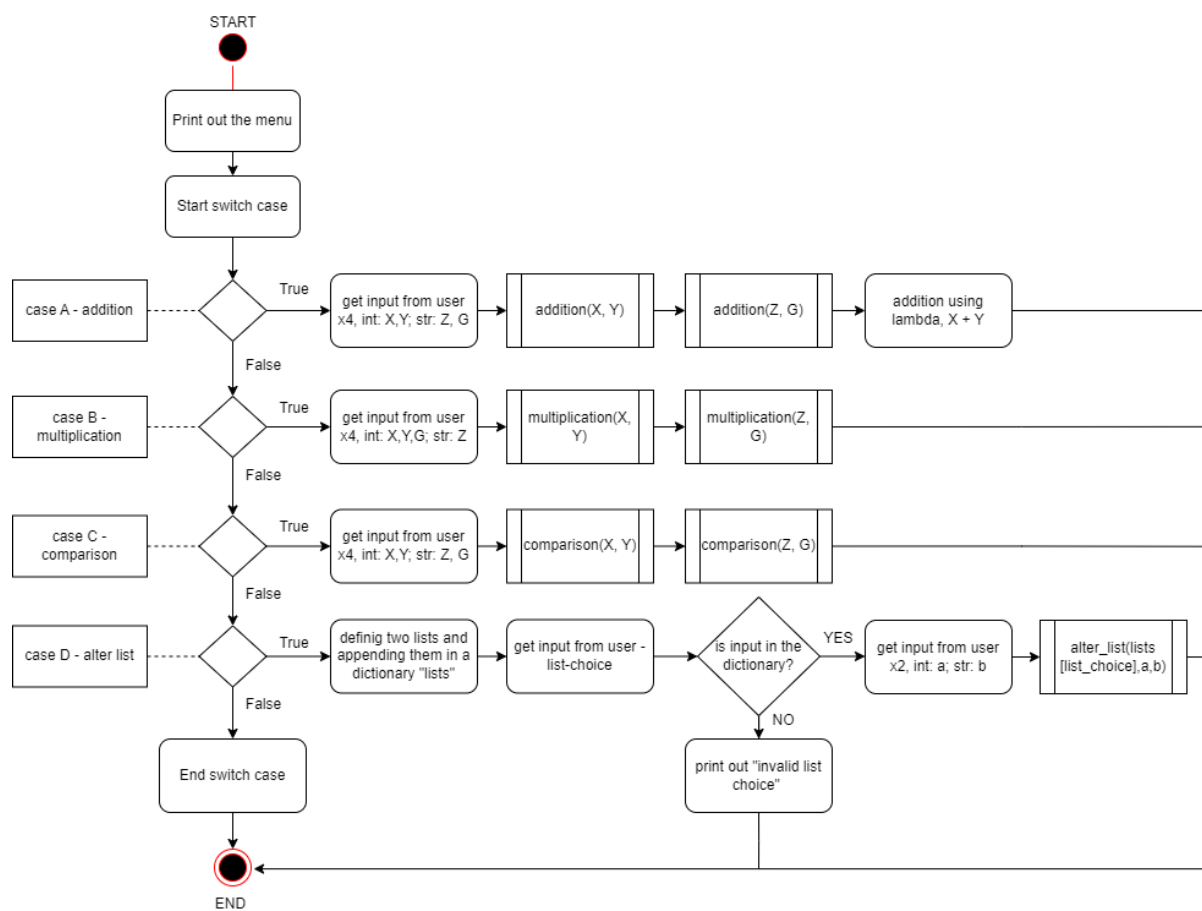 START
Print out the menu
Start switch case
case A - addition
True
get input from user
x4, int: X,Y; str: Z, G
addition(X, Y)
addition(Z, G)
addition using
lambda, X + Y
False
case B -
multiplication
True
get input from user
x4, int: X,Y,G; str: Z
multiplication(X,
Y)
multiplication(Z,
G)
False
case C -
comparison
True
get input from user
x4, int: X,Y; str: Z, G
comparison(X, Y)
comparison(Z, G)
False
case D - alter list
True
definig two lists and
appending them in a
dictionary "lists"
get input from user -
list-choice
is input in the
dictionary?
YES
get input from user
x2, int: a; str: b
alter_list(lists
[list_choice],a,b)
False
NO
End switch case
print out "invalid list
choice"
END